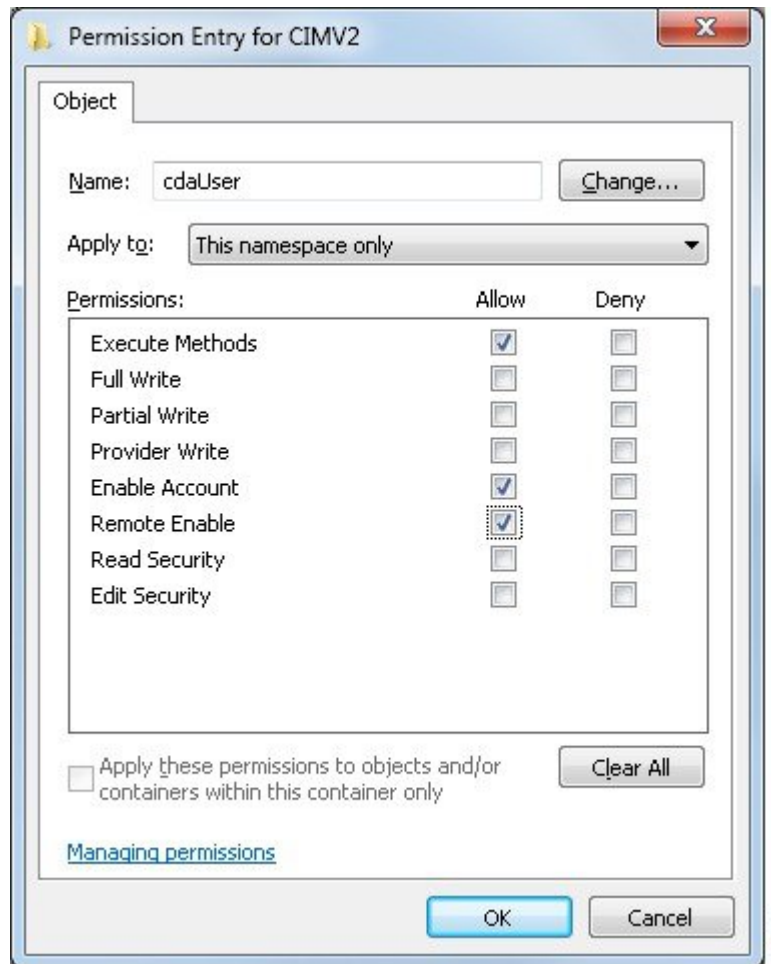 Permission Entry for CIMV2
Object
Name: cdaUser Change...
Apply to: This namespace only
Permissions: Allow Deny
Execute Methods
Full Write
Partial Write
Provider Write
Enable Account
Remote Enable
Read Security
Edit Security
Apply these permissions to objects and/or
containers within this container only
Clear All
Managing permissions
OK Cancel